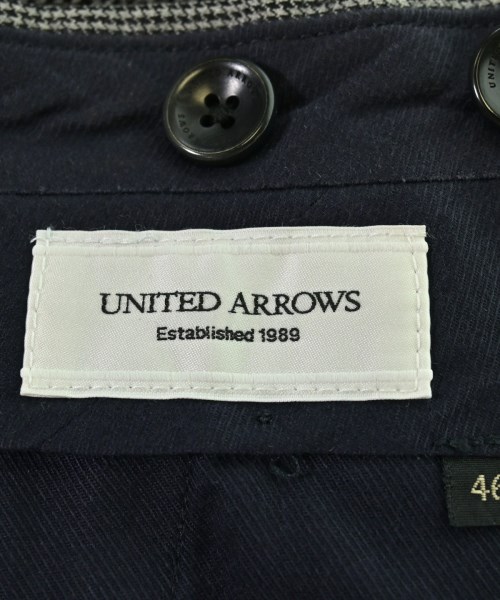 UNITED ARROWS
Established 1989
46